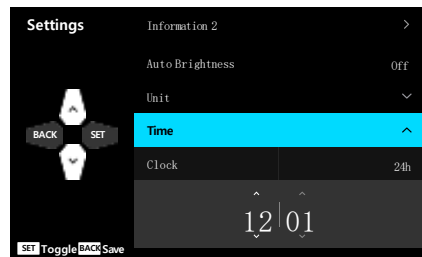 Settings
Information 2
Auto Brightness Off
Unit
BACK SET
Time
Clock 24h
12 01
SET Toggle BACK Save